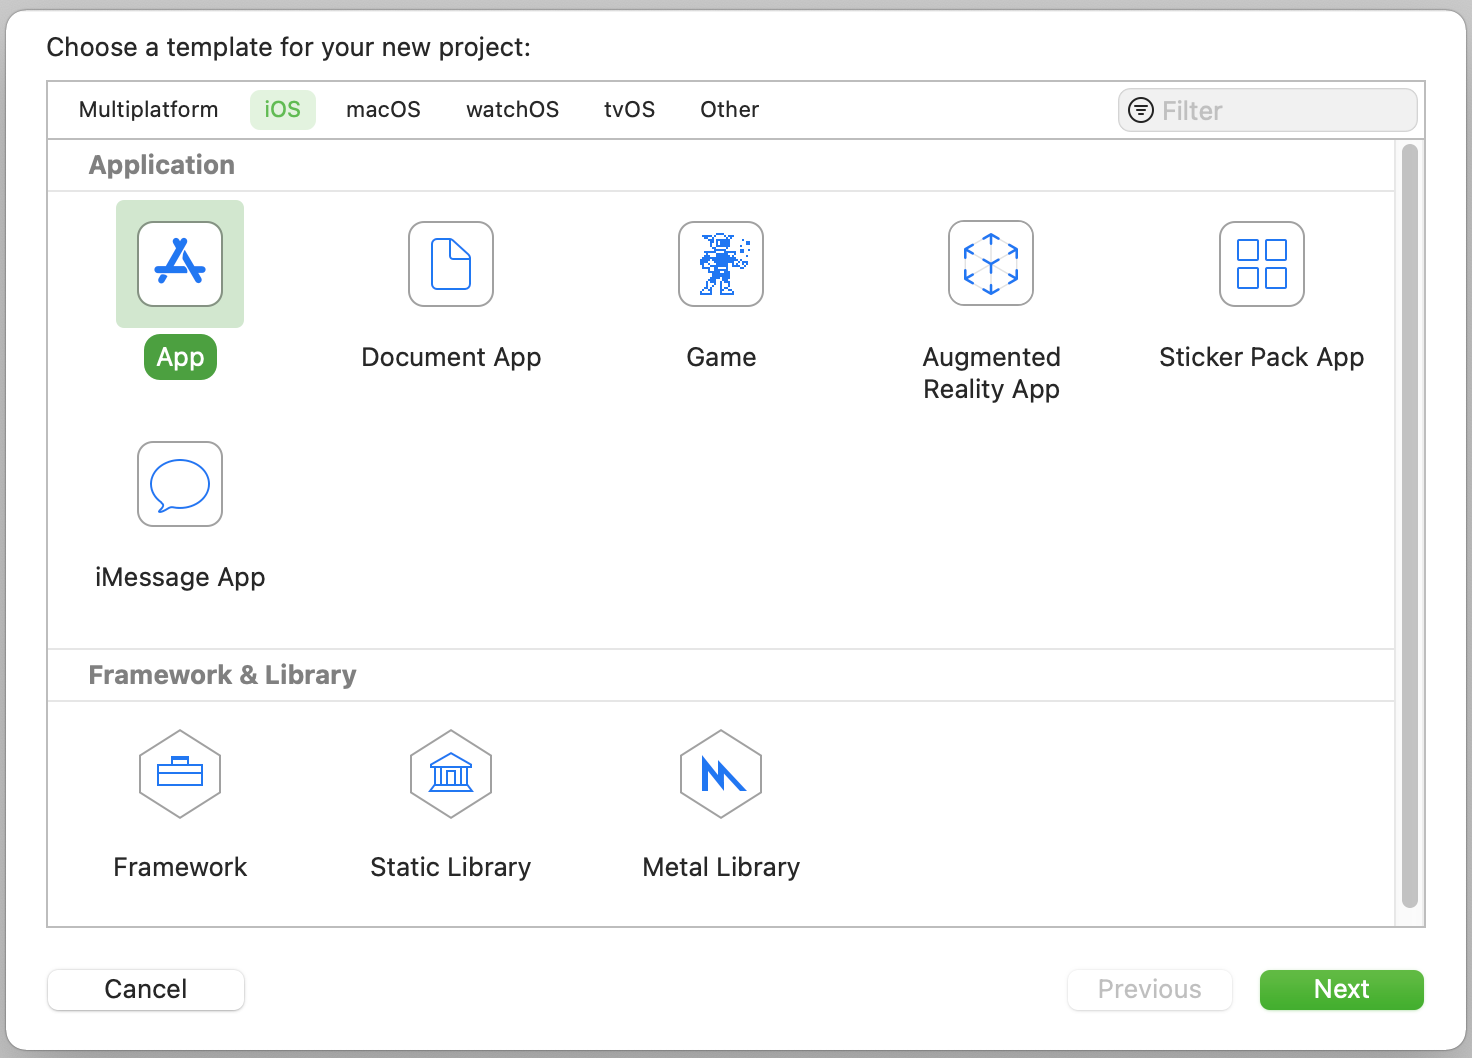 Choose a template for your new project:
Multiplatform iOS macOS watchOS tvOS Other Filter
Application
App Document App Game Augmented Reality App Sticker Pack App
iMessage App
Framework & Library
Framework Static Library Metal Library
Cancel Previous Next